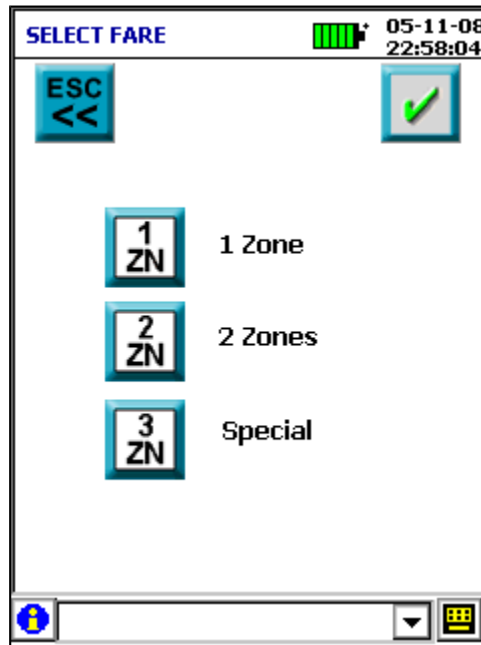 SELECT FARE
05-11-08
22:58:04
ESC
<<
1
ZN
1 Zone
2
ZN
2 Zones
3
ZN
Special